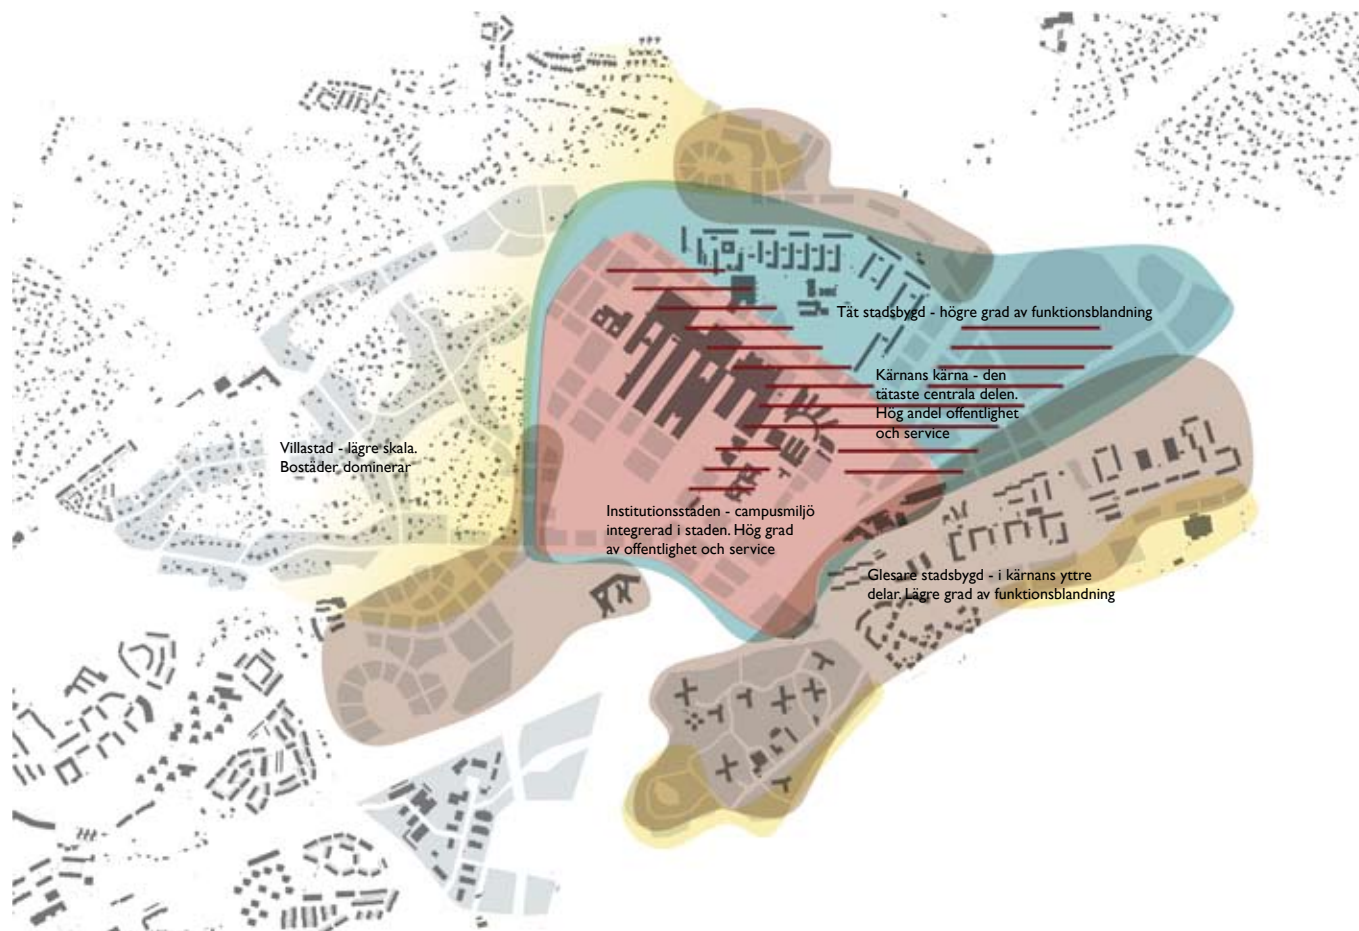 Tät stadsbygd - högre grad av funktionsblandning
Kärnans kärna - den
tätaste centrala delen.
Hög andel offentlighet
och service
Villastad - lägre skala.
Bostäder dominerar
Institutionsstaden - campusmiljö
integrerad i staden. Hög grad
av offentlighet och service
Glesare stadsbygd - i kärnans yttre
delar. Lägre grad av funktionsblandning